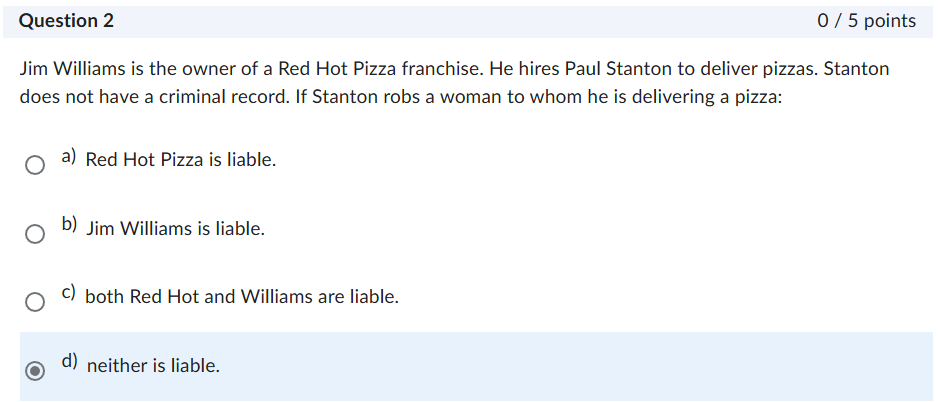 Question 2
0 / 5 points
Jim Williams is the owner of a Red Hot Pizza franchise. He hires Paul Stanton to deliver pizzas. Stanton
does not have a criminal record. If Stanton robs a woman to whom he is delivering a pizza:
a) Red Hot Pizza is liable.
b) Jim Williams is liable.
c) both Red Hot and Williams are liable.
d) neither is liable.